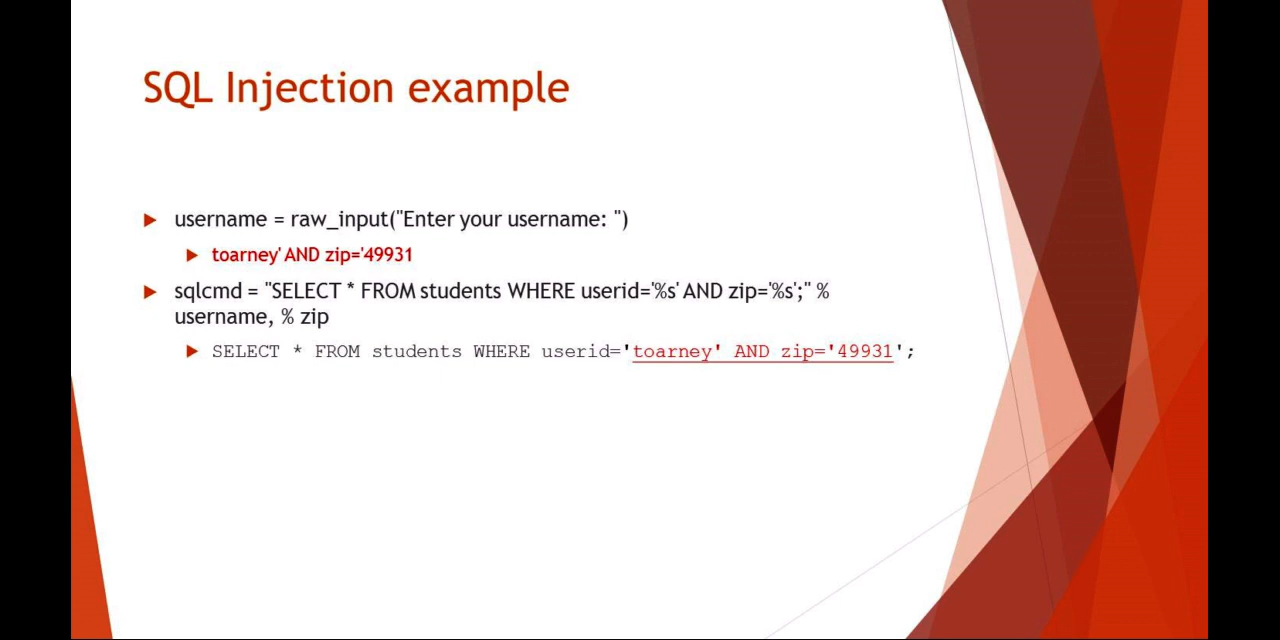 SQL Injection example
username = raw_input("Enter your username: ")
toarney' AND zip='49931
sqlcmd = "SELECT * FROM students WHERE userid='%s' AND zip='%s';" %
username, % zip
SELECT * FROM students WHERE userid='toarney' AND zip='49931';